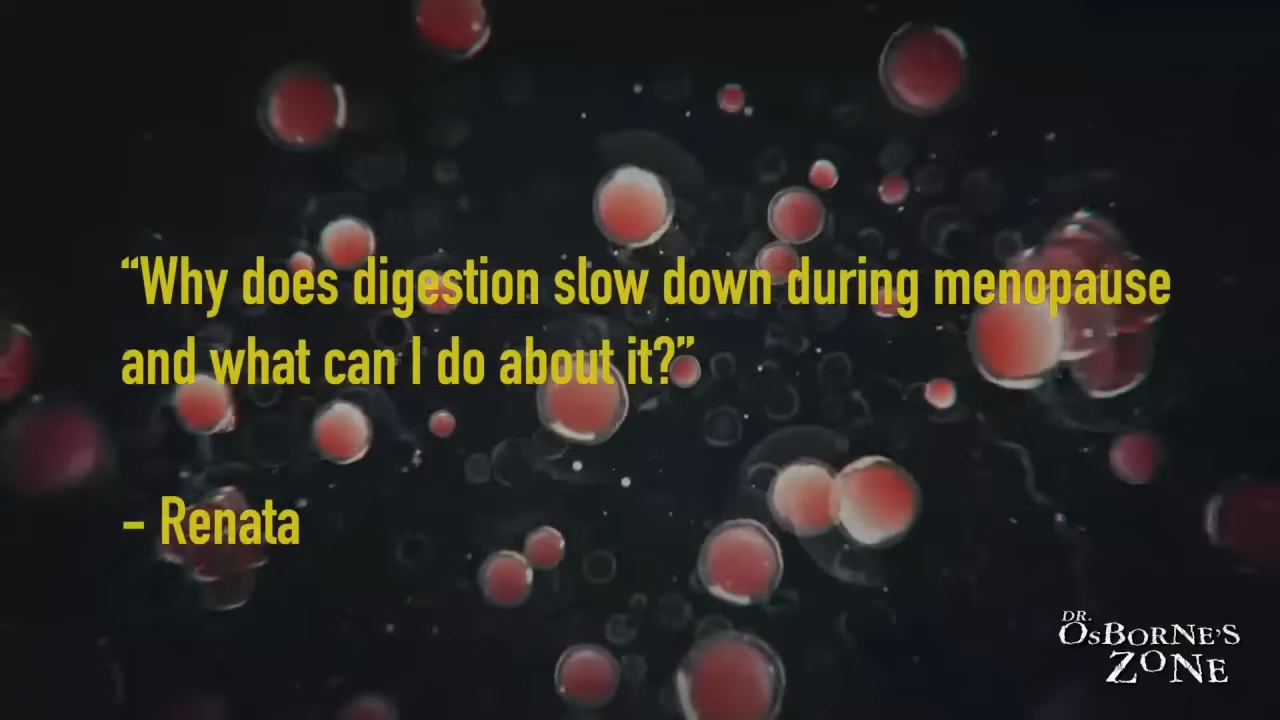 “Why does digestion slow down during menopause
and what can I do about it?”
– Renata
DR.
OSBORNE'S
ZONE